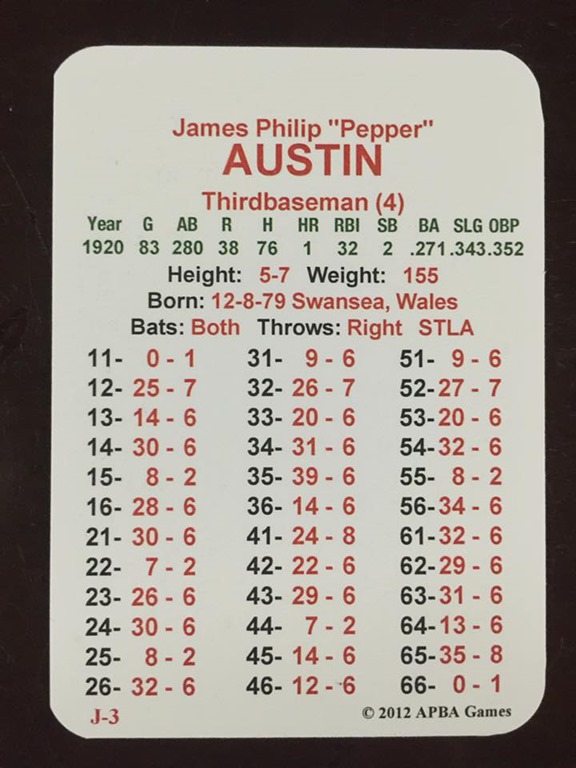 James Philip "Pepper"
AUSTIN
Thirdbaseman (4)
Year G AB R H HR RBI SB BA SLG OBP
1920 83 280 38 76 1 32 2 .271 .343 .352
Height: 5-7 Weight: 155
Born: 12-8-79 Swansea, Wales
Bats: Both Throws: Right STLA
11- 0 - 1 31- 9 - 6 51- 9 - 6
12- 25 - 7 32- 26 - 7 52- 27 - 7
13- 14 - 6 33- 20 - 6 53- 20 - 6
14- 30 - 6 34- 31 - 6 54- 32 - 6
15- 8 - 2 35- 39 - 6 55- 8 - 2
16- 28 - 6 36- 14 - 6 56- 34 - 6
21- 30 - 6 41- 24 - 8 61- 32 - 6
22- 7 - 2 42- 22 - 6 62- 29 - 6
23- 26 - 6 43- 29 - 6 63- 31 - 6
24- 30 - 6 44- 7 - 2 64- 13 - 6
25- 8 - 2 45- 14 - 6 65- 35 - 8
26- 32 - 6 46- 12 - 6 66- 0 - 1
J-3 © 2012 APBA Games